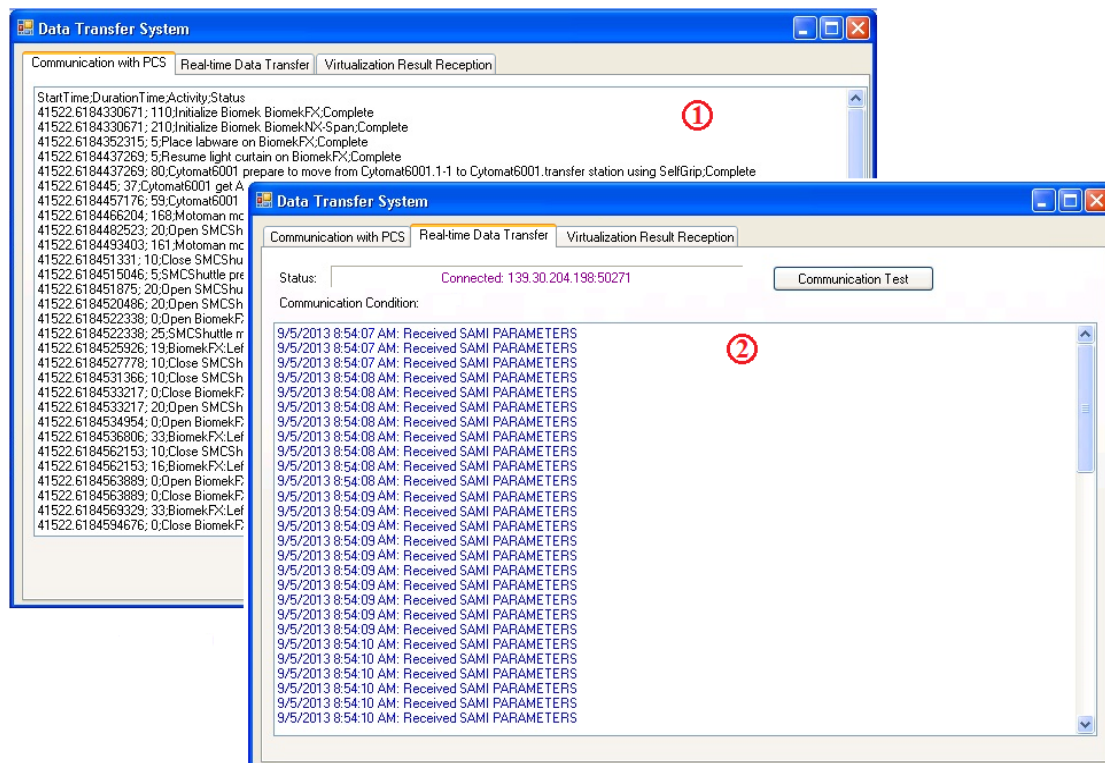 Data Transfer System
Communication with PCS Real-time Data Transfer Virtualization Result Reception
①
StartTime;DurationTime;Activity;Status
41522.6184330671; 110;Initialize Biomek BiomekFX;Complete
41522.6184330671; 210;Initialize Biomek BiomekNX-Span;Complete
41522.6184352315; 5;Place labware on BiomekFX;Complete
41522.6184437269; 5;Resume light curtain on BiomekFX;Complete
41522.6184437269; 80;Cytomat6001 prepare to move from Cytomat6001.1-1 to Cytomat6001.transfer station using SelfGrip;Complete
41522.618445; 37;Cytomat6001 get A
41522.6184457176; 59;Cytomat6001
41522.6184466204; 168;Motoman mo
41522.6184482523; 20;Open SMCSh
41522.6184493403; 161;Motoman mo
41522.618451331; 10;Close SMCShu
41522.6184515046; 5;SMCShuttle pre
41522.618451875; 20;Open SMCShu
41522.6184520486; 20;Open SMCSh
41522.6184522338; 0;Open BiomekF
41522.6184522338; 25;SMCShuttle m
41522.6184525926; 19;BiomekFX:Lef
41522.6184527778; 10;Close SMCSh
41522.6184531366; 10;Close SMCSh
41522.6184533217; 0;Close BiomekF
41522.6184533217; 20;Open SMCSh
41522.6184534954; 0;Open BiomekF
41522.6184536806; 33;BiomekFX:Lef
41522.6184562153; 10;Close SMCSh
41522.6184562153; 16;BiomekFX:Lef
41522.6184563889; 0;Open BiomekF
41522.6184563889; 0;Close BiomekF
41522.6184569329; 33;BiomekFX:Lef
41522.6184594676; 0;Close BiomekF
Data Transfer System
Communication with PCS Real-time Data Transfer Virtualization Result Reception
Status: Connected: 139.30.204.198:50271 Communication Test
Communication Condition:
②
9/5/2013 8:54:07 AM: Received SAMI PARAMETERS
9/5/2013 8:54:07 AM: Received SAMI PARAMETERS
9/5/2013 8:54:07 AM: Received SAMI PARAMETERS
9/5/2013 8:54:08 AM: Received SAMI PARAMETERS
9/5/2013 8:54:08 AM: Received SAMI PARAMETERS
9/5/2013 8:54:08 AM: Received SAMI PARAMETERS
9/5/2013 8:54:08 AM: Received SAMI PARAMETERS
9/5/2013 8:54:08 AM: Received SAMI PARAMETERS
9/5/2013 8:54:08 AM: Received SAMI PARAMETERS
9/5/2013 8:54:08 AM: Received SAMI PARAMETERS
9/5/2013 8:54:08 AM: Received SAMI PARAMETERS
9/5/2013 8:54:09 AM: Received SAMI PARAMETERS
9/5/2013 8:54:09 AM: Received SAMI PARAMETERS
9/5/2013 8:54:09 AM: Received SAMI PARAMETERS
9/5/2013 8:54:09 AM: Received SAMI PARAMETERS
9/5/2013 8:54:09 AM: Received SAMI PARAMETERS
9/5/2013 8:54:09 AM: Received SAMI PARAMETERS
9/5/2013 8:54:09 AM: Received SAMI PARAMETERS
9/5/2013 8:54:09 AM: Received SAMI PARAMETERS
9/5/2013 8:54:09 AM: Received SAMI PARAMETERS
9/5/2013 8:54:09 AM: Received SAMI PARAMETERS
9/5/2013 8:54:10 AM: Received SAMI PARAMETERS
9/5/2013 8:54:10 AM: Received SAMI PARAMETERS
9/5/2013 8:54:10 AM: Received SAMI PARAMETERS
9/5/2013 8:54:10 AM: Received SAMI PARAMETERS
9/5/2013 8:54:10 AM: Received SAMI PARAMETERS
9/5/2013 8:54:10 AM: Received SAMI PARAMETERS